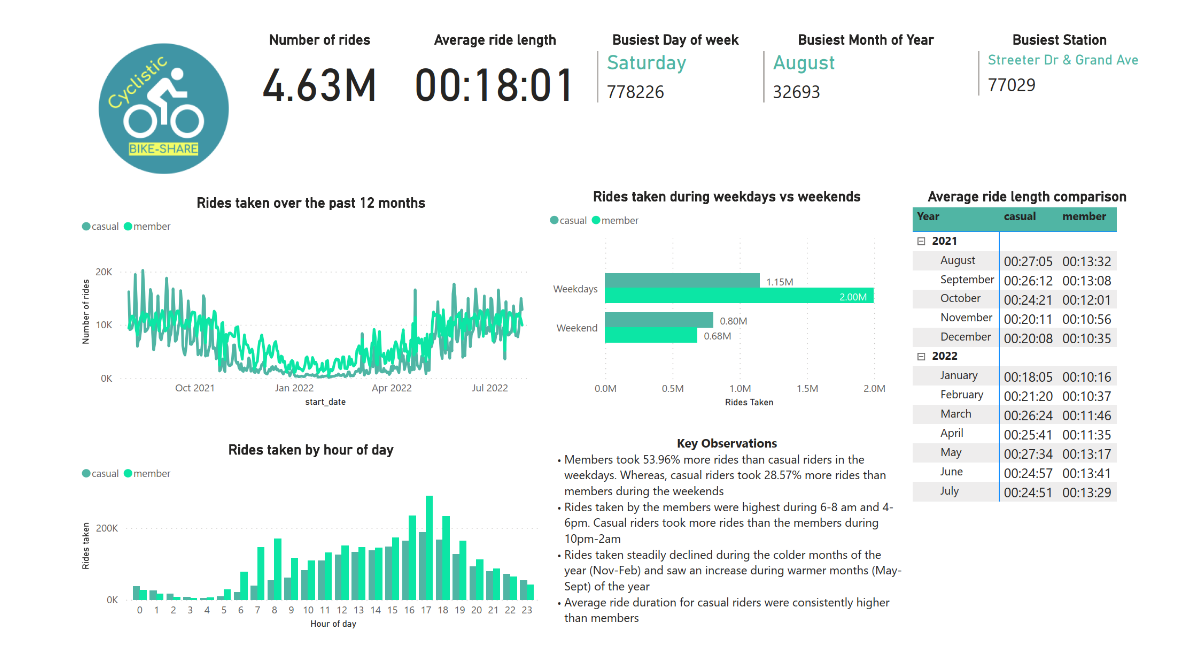 Cyclistic
BIKE-SHARE
Number of rides
4.63M
Average ride length
00:18:01
Busiest Day of week
Saturday
778226
Busiest Month of Year
August
32693
Busiest Station
Streeter Dr & Grand Ave
77029
Rides taken over the past 12 months
casual member
Number of rides
20K
10K
0K
Oct 2021 Jan 2022 Apr 2022 Jul 2022
start_date
Rides taken during weekdays vs weekends
casual member
Weekdays
1.15M
2.00M
Weekend
0.80M
0.68M
0.0M 0.5M 1.0M 1.5M 2.0M
Rides Taken
Average ride length comparison
Year casual member
2021
August 00:27:05 00:13:32
September 00:26:12 00:13:08
October 00:24:21 00:12:01
November 00:20:11 00:10:56
December 00:20:08 00:10:35
2022
January 00:18:05 00:10:16
February 00:21:20 00:10:37
March 00:26:24 00:11:46
April 00:25:41 00:11:35
May 00:27:34 00:13:17
June 00:24:57 00:13:41
July 00:24:51 00:13:29
Rides taken by hour of day
casual member
Rides taken
200K
0K
0 1 2 3 4 5 6 7 8 9 10 11 12 13 14 15 16 17 18 19 20 21 22 23
Hour of day
Key Observations
• Members took 53.96% more rides than casual riders in the
weekdays. Whereas, casual riders took 28.57% more rides than
members during the weekends
• Rides taken by the members were highest during 6-8 am and 4-
6pm. Casual riders took more rides than the members during
10pm-2am
• Rides taken steadily declined during the colder months of the
year (Nov-Feb) and saw an increase during warmer months (May-
Sept) of the year
• Average ride duration for casual riders were consistently higher
than members